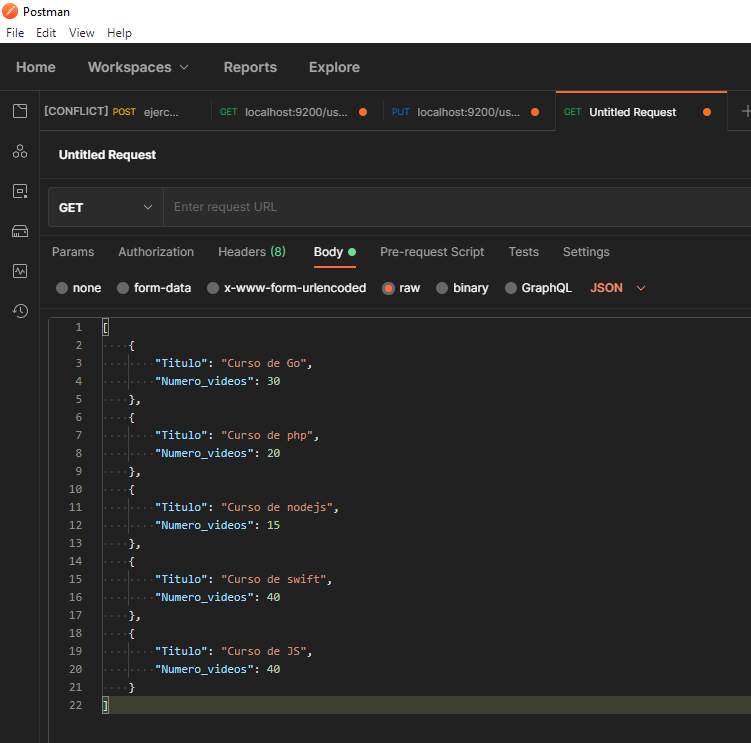 Postman
File Edit View Help
Home Workspaces Reports Explore
[CONFLICT] POST ejerc... GET localhost:9200/us... PUT localhost:9200/us... GET Untitled Request
Untitled Request
GET Enter request URL
Params Authorization Headers (8) Body Pre-request Script Tests Settings
none form-data x-www-form-urlencoded raw binary GraphQL JSON
1 [
2 {
3 "Titulo": "Curso de Go",
4 "Numero_videos": 30
5 },
6 {
7 "Titulo": "Curso de php",
8 "Numero_videos": 20
9 },
10 {
11 "Titulo": "Curso de nodejs",
12 "Numero_videos": 15
13 },
14 {
15 "Titulo": "Curso de swift",
16 "Numero_videos": 40
17 },
18 {
19 "Titulo": "Curso de JS",
20 "Numero_videos": 40
21 }
22 ]